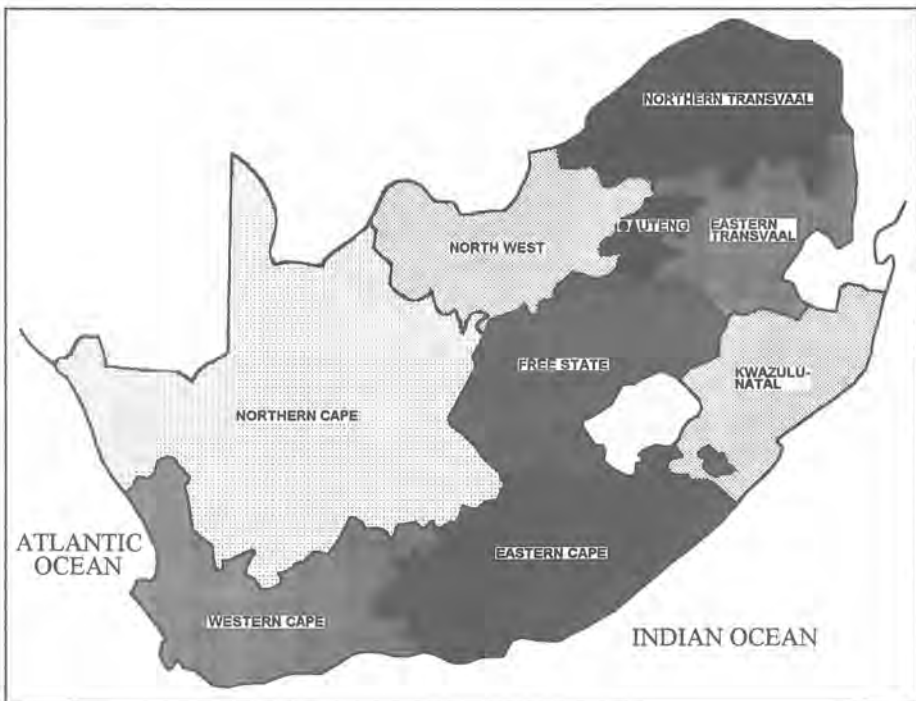 NORTHERN TRANSVAAL
GAUTENG
EASTERN
TRANSVAAL
NORTH WEST
FREE STATE
KWAZULU-
NATAL
NORTHERN CAPE
ATLANTIC
OCEAN
EASTERN CAPE
WESTERN CAPE
INDIAN OCEAN